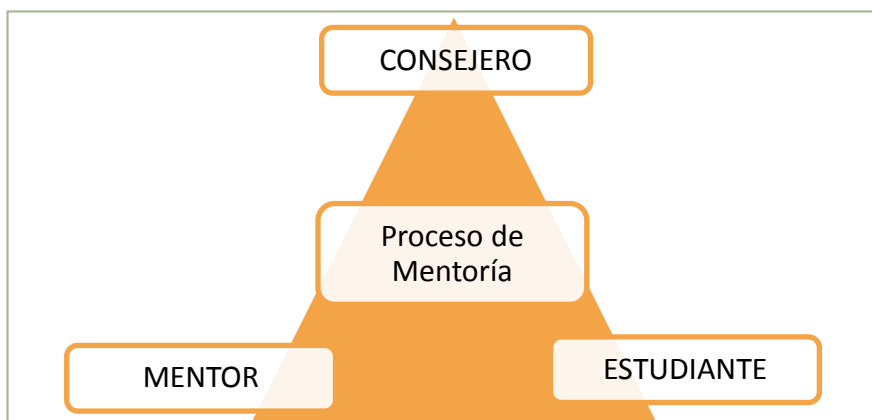 CONSEJERO
Proceso de
Mentoría
MENTOR
ESTUDIANTE